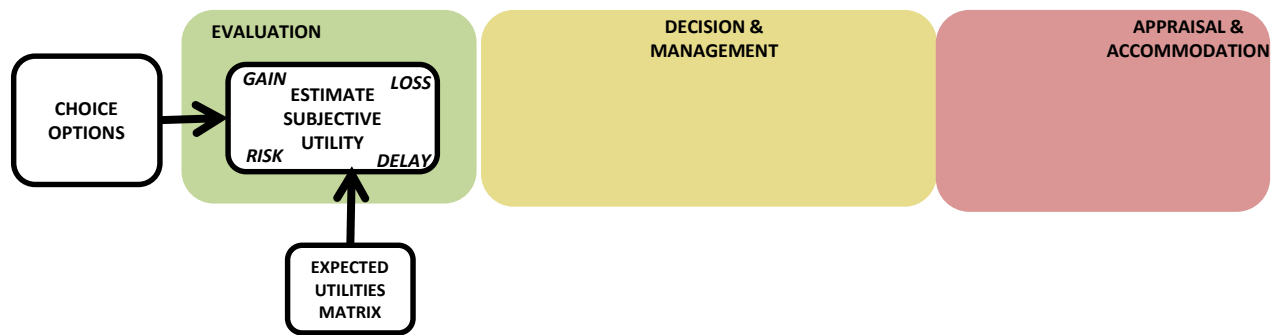 EVALUATION
DECISION &
MANAGEMENT
APPRAISAL &
ACCOMMODATION
CHOICE
OPTIONS
GAIN
LOSS
ESTIMATE
SUBJECTIVE
UTILITY
RISK
DELAY
EXPECTED
UTILITIES
MATRIX